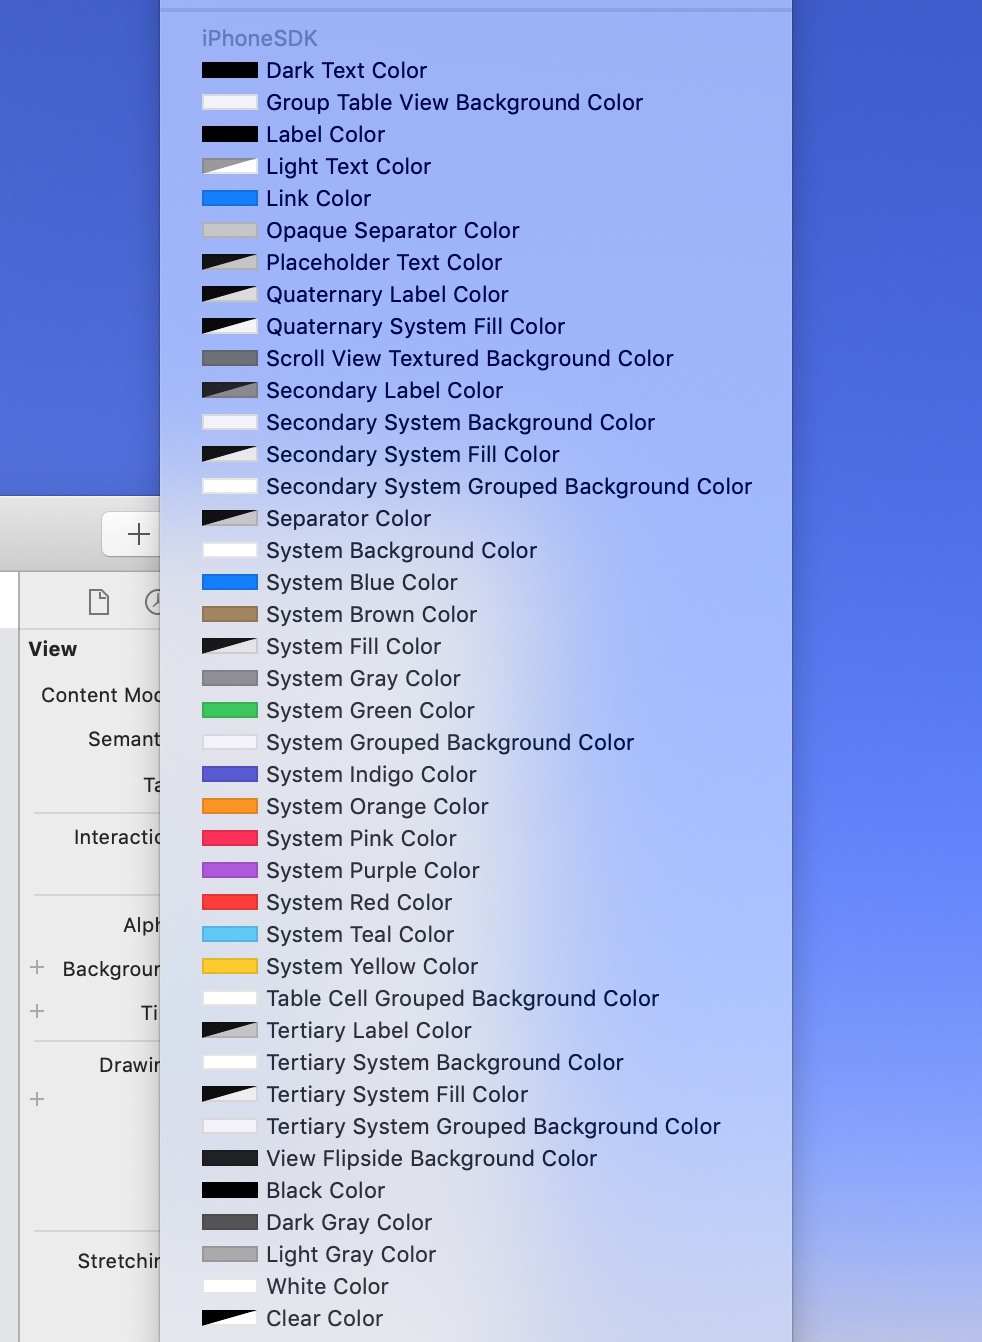 iPhoneSDK
Dark Text Color
Group Table View Background Color
Label Color
Light Text Color
Link Color
Opaque Separator Color
Placeholder Text Color
Quaternary Label Color
Quaternary System Fill Color
Scroll View Textured Background Color
Secondary Label Color
Secondary System Background Color
Secondary System Fill Color
Secondary System Grouped Background Color
Separator Color
System Background Color
System Blue Color
System Brown Color
System Fill Color
System Gray Color
System Green Color
System Grouped Background Color
System Indigo Color
System Orange Color
System Pink Color
System Purple Color
System Red Color
System Teal Color
System Yellow Color
Table Cell Grouped Background Color
Tertiary Label Color
Tertiary System Background Color
Tertiary System Fill Color
Tertiary System Grouped Background Color
View Flipside Background Color
Black Color
Dark Gray Color
Light Gray Color
White Color
Clear Color
View
Content Mod
Semant
Ta
Interactio
Alph
Backgroun
Ti
Drawin
Stretchin